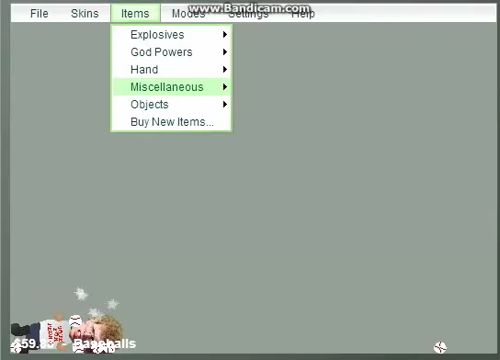 www.Bandicam.com
File Skins Items Modes Settings Help
Explosives
God Powers
Hand
Miscellaneous
Objects
Buy New Items...
Baseballs